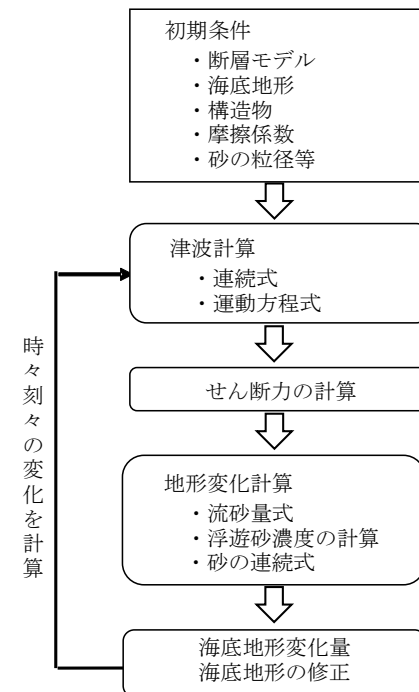 初期条件
・断層モデル
・海底地形
・構造物
・摩擦係数
・砂の粒径等
津波計算
・連続式
・運動方程式
せん断力の計算
地形変化計算
・流砂量式
・浮遊砂濃度の計算
・砂の連続式
海底地形変化量
海底地形の修正
時々刻々の変化を計算